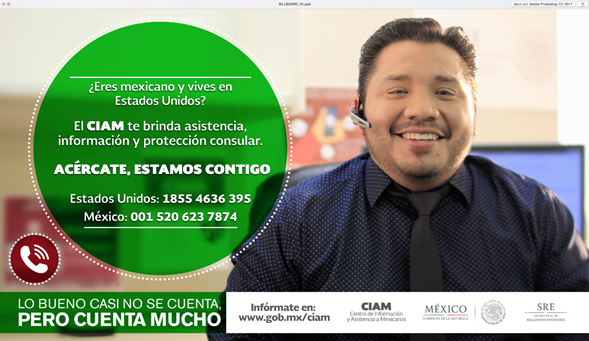 BILLBOARD_03.psd
Abrir con Adobe Photoshop CC 2017
¿Eres mexicano y vives en
Estados Unidos?
El CIAM te brinda asistencia,
información y protección consular.
ACÉRCATE, ESTAMOS CONTIGO
Estados Unidos: 1855 4636 395
México: 001 520 623 7874
LO BUENO CASI NO SE CUENTA,
PERO CUENTA MUCHO
Infórmate en:
www.gob.mx/ciam
CIAM
Centro de Información
y Asistencia a Mexicanos
MÉXICO
GOBIERNO DE LA REPÚBLICA
SRE
SECRETARÍA DE
RELACIONES EXTERIORES